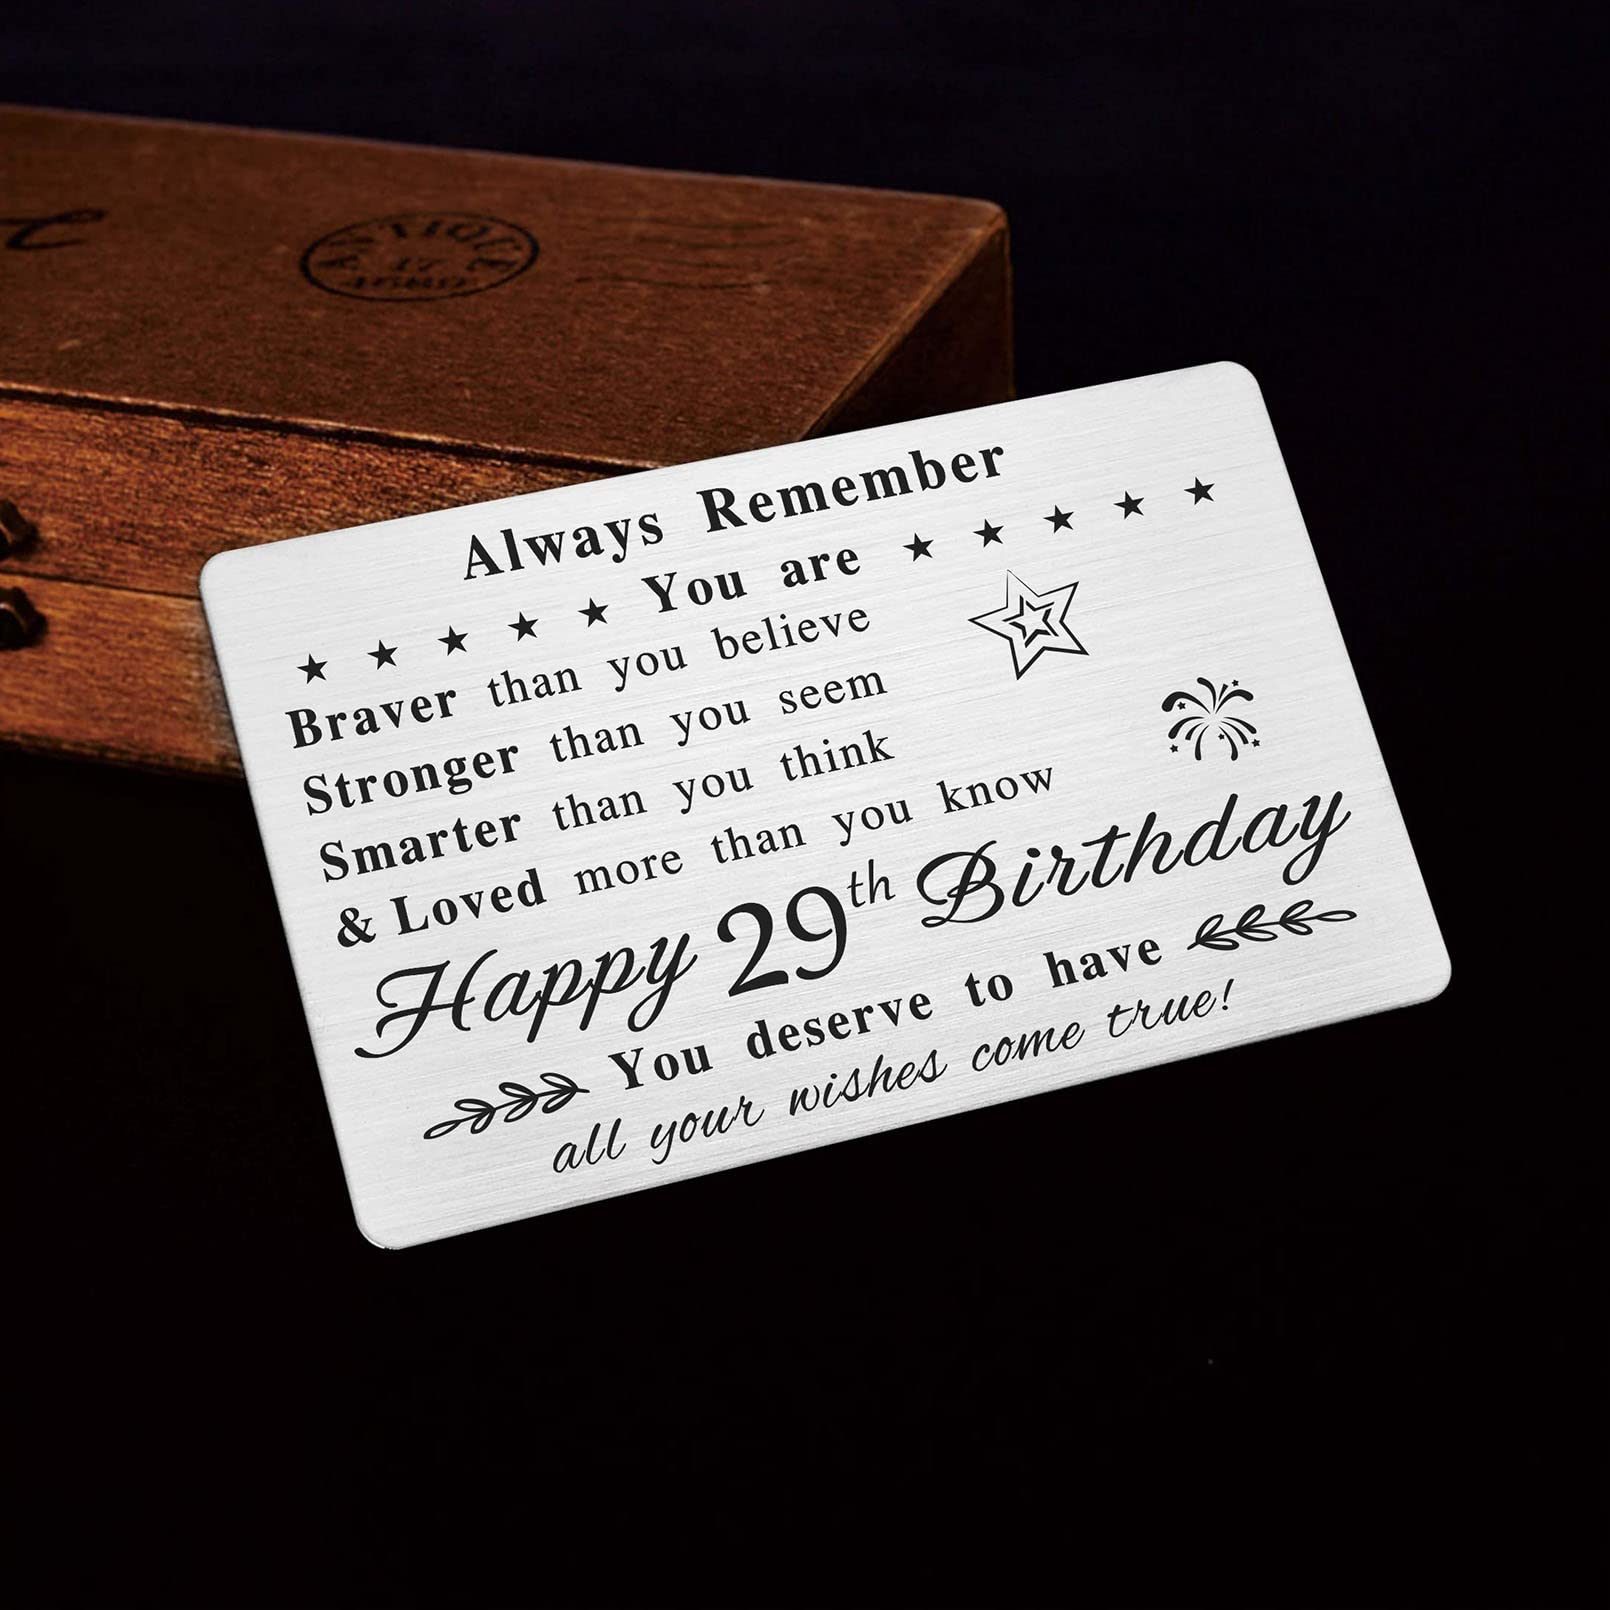 Always Remember
★ ★ ★ ★ ★ You are ★ ★ ★ ★ ★
Braver than you believe
Stronger than you seem
Smarter than you think
& Loved more than you know
Happy 29th Birthday
You deserve to have
all your wishes come true!